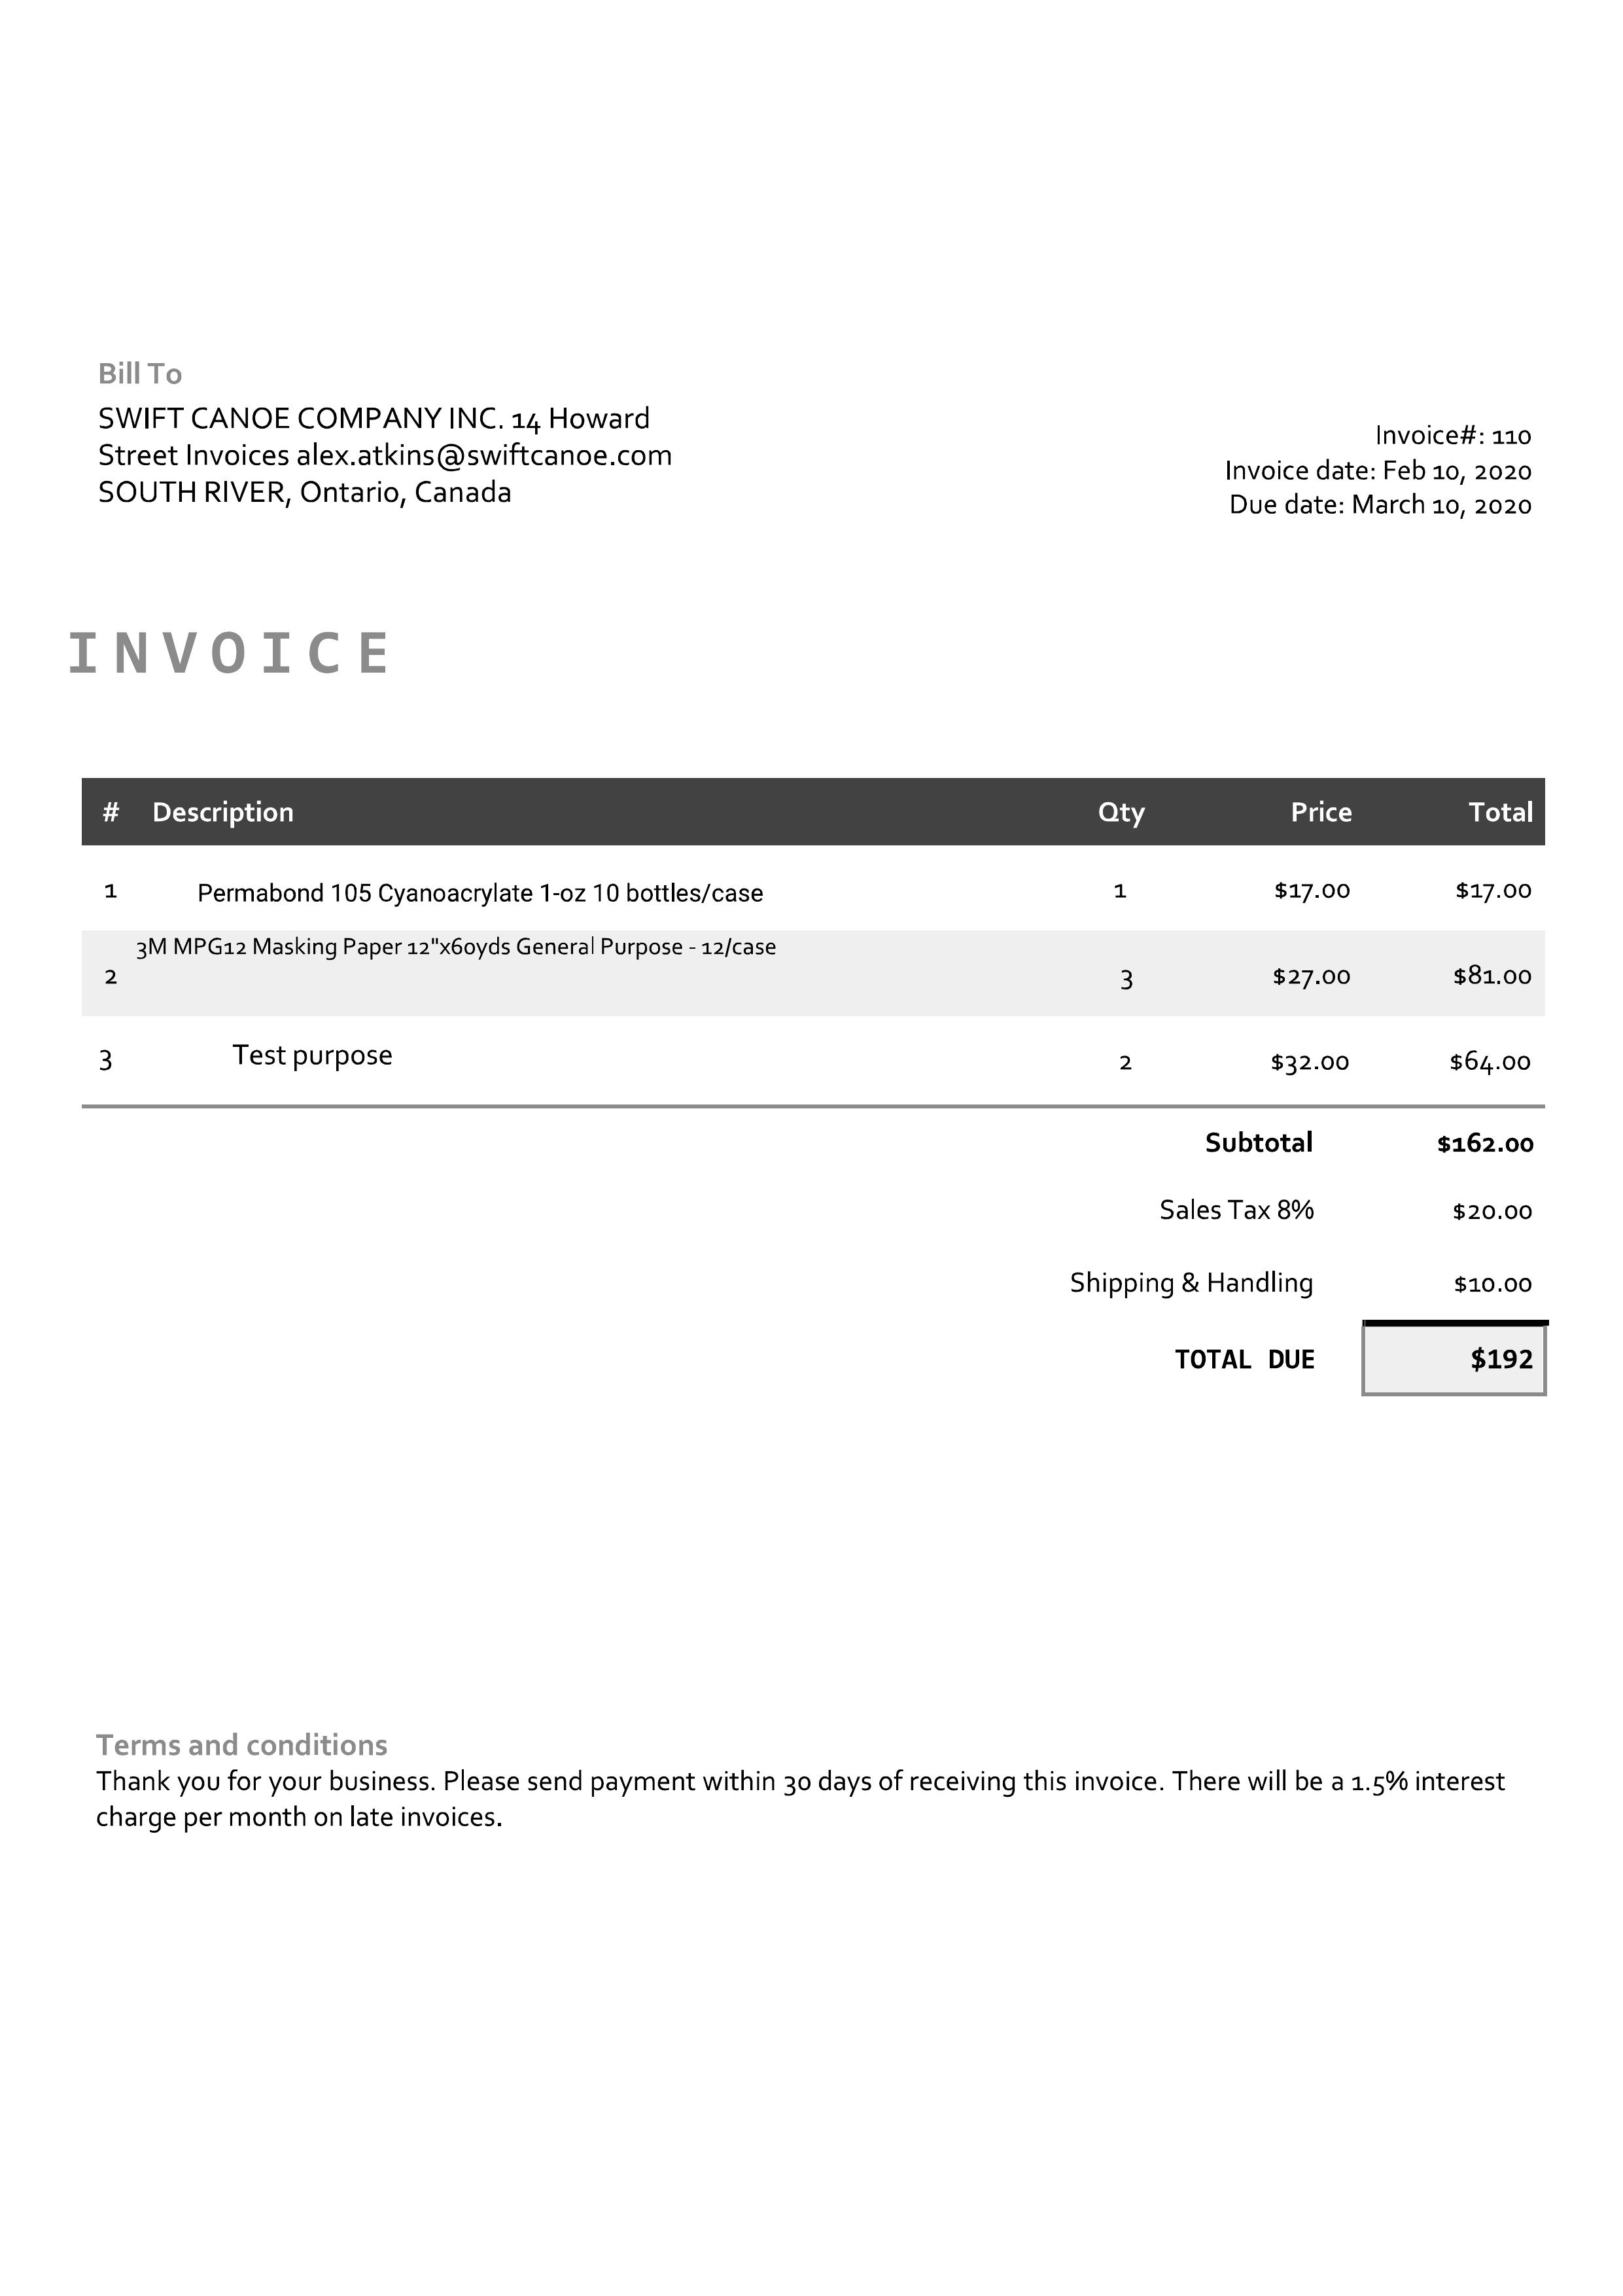 Bill To
SWIFT CANOE COMPANY INC. 14 Howard
Street Invoices alex.atkins@swiftcanoe.com
SOUTH RIVER, Ontario, Canada
Invoice#: 110
Invoice date: Feb 10, 2020
Due date: March 10, 2020
INVOICE
# Description Qty Price Total
1 Permabond 105 Cyanoacrylate 1-oz 10 bottles/case 1 $17.00 $17.00
2 3M MPG12 Masking Paper 12"x60yds General Purpose - 12/case 3 $27.00 $81.00
3 Test purpose 2 $32.00 $64.00
Subtotal $162.00
Sales Tax 8% $20.00
Shipping & Handling $10.00
TOTAL DUE $192
Terms and conditions
Thank you for your business. Please send payment within 30 days of receiving this invoice. There will be a 1.5% interest
charge per month on late invoices.